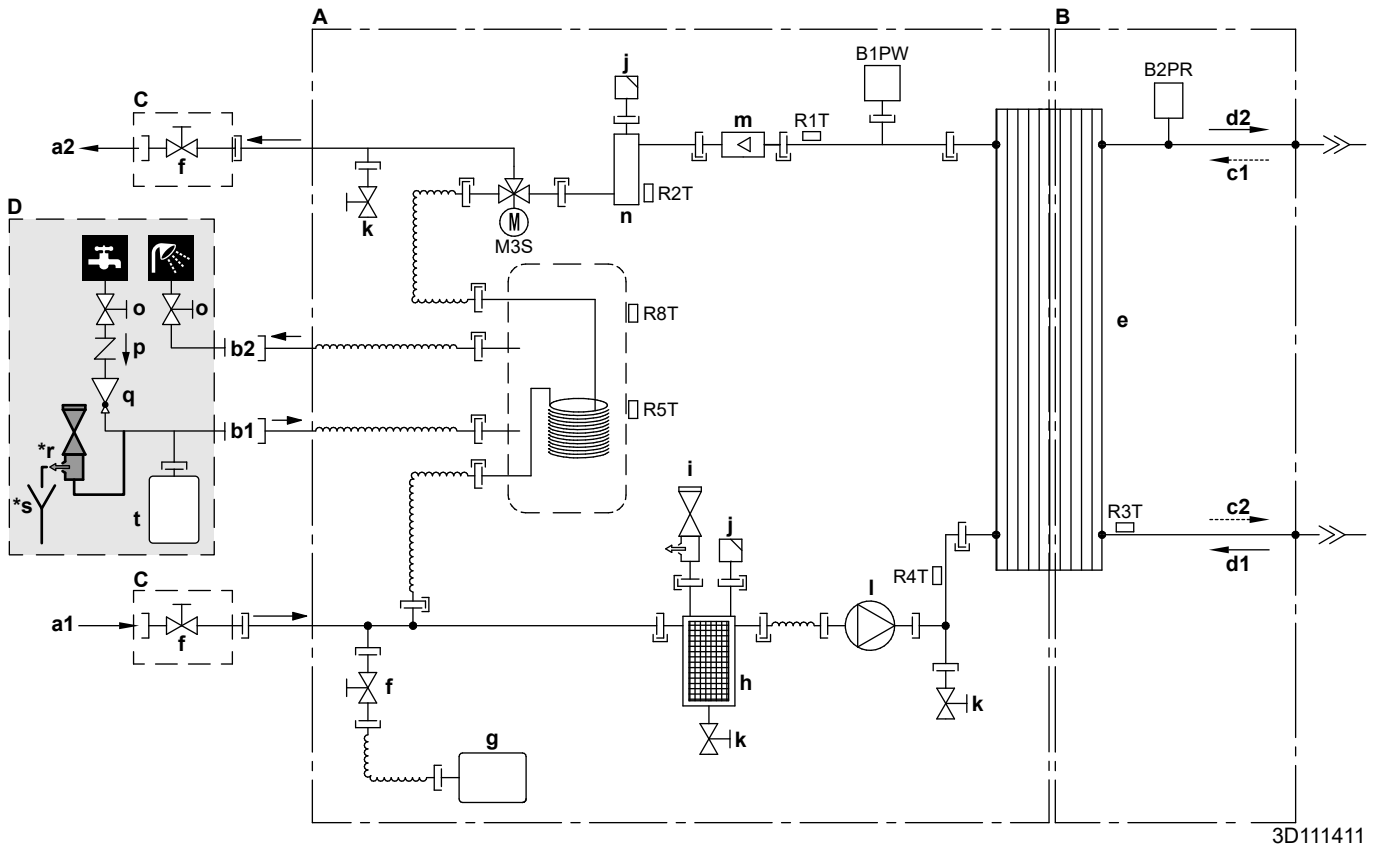 A
B
B1PW
j
B2PR
C
m
R1T
d2
a2
f
c1
D
R2T
k
n
M
M3S
o
o
R8T
e
p
b2
q
R5T
b1
*r
i
*s
t
j
c2
R3T
C
R4T
d1
l
a1
f
f
h
k
k
g
3D111411